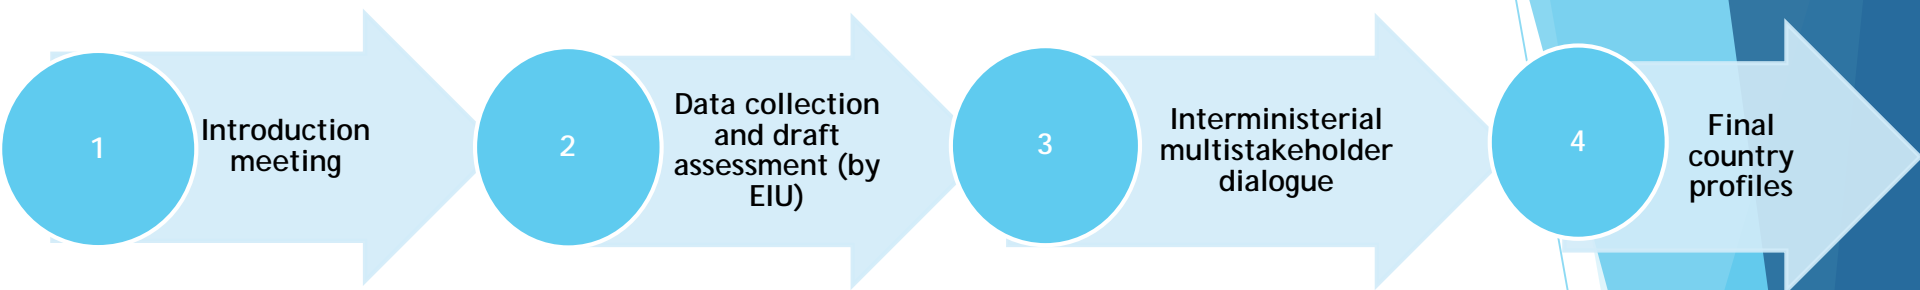 1
Introduction
meeting
2
Data collection
and draft
assessment (by
EIU)
3
Interministerial
multistakeholder
dialogue
4
Final
country
profiles